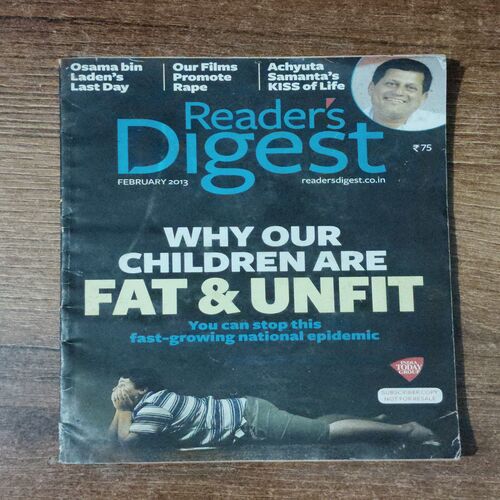 Osama bin
Laden's
Last Day
Our Films
Promote
Rape
Achyuta
Samanta's
KISS of Life
Reader's
Digest
₹75
FEBRUARY 2013
readersdigest.co.in
WHY OUR
CHILDREN ARE
FAT & UNFIT
You can stop this
fast-growing national epidemic
INDIA
TODAY
GROUP
SUBSCRIBER COPY
NOT FOR RESALE